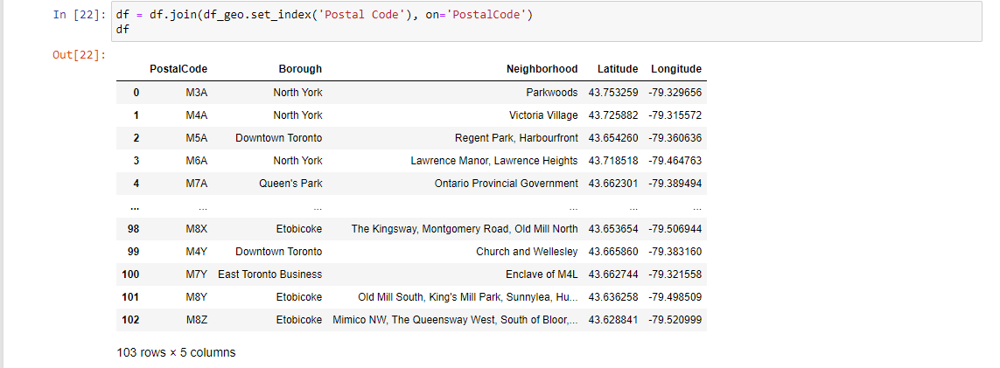 In [22]: df = df.join(df_geo.set_index('Postal Code'), on='PostalCode')
df
Out[22]:
PostalCode Borough Neighborhood Latitude Longitude
0 M3A North York Parkwoods 43.753259 -79.329656
1 M4A North York Victoria Village 43.725882 -79.315572
2 M5A Downtown Toronto Regent Park, Harbourfront 43.654260 -79.360636
3 M6A North York Lawrence Manor, Lawrence Heights 43.718518 -79.464763
4 M7A Queen's Park Ontario Provincial Government 43.662301 -79.389494
... ... ... ... ... ...
98 M8X Etobicoke The Kingsway, Montgomery Road, Old Mill North 43.653654 -79.506944
99 M4Y Downtown Toronto Church and Wellesley 43.665860 -79.383160
100 M7Y East Toronto Business Enclave of M4L 43.662744 -79.321558
101 M8Y Etobicoke Old Mill South, King's Mill Park, Sunnylea, Hu... 43.636258 -79.498509
102 M8Z Etobicoke Mimico NW, The Queensway West, South of Bloor,... 43.628841 -79.520999
103 rows × 5 columns